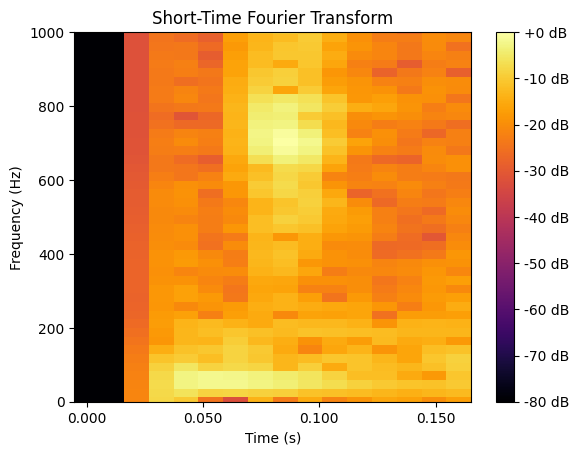 Short-Time Fourier Transform
1000
800
600
400
200
0
Frequency (Hz)
0.000
0.050
0.100
0.150
Time (s)
+0 dB
-10 dB
-20 dB
-30 dB
-40 dB
-50 dB
-60 dB
-70 dB
-80 dB